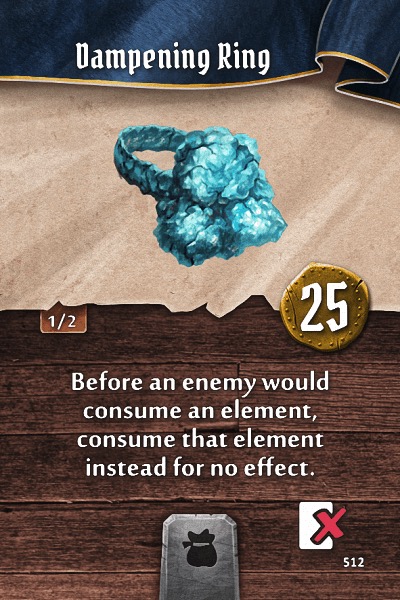 Dampening Ring
25
1/2
Before an enemy would
consume an element,
consume that element
instead for no effect.
512